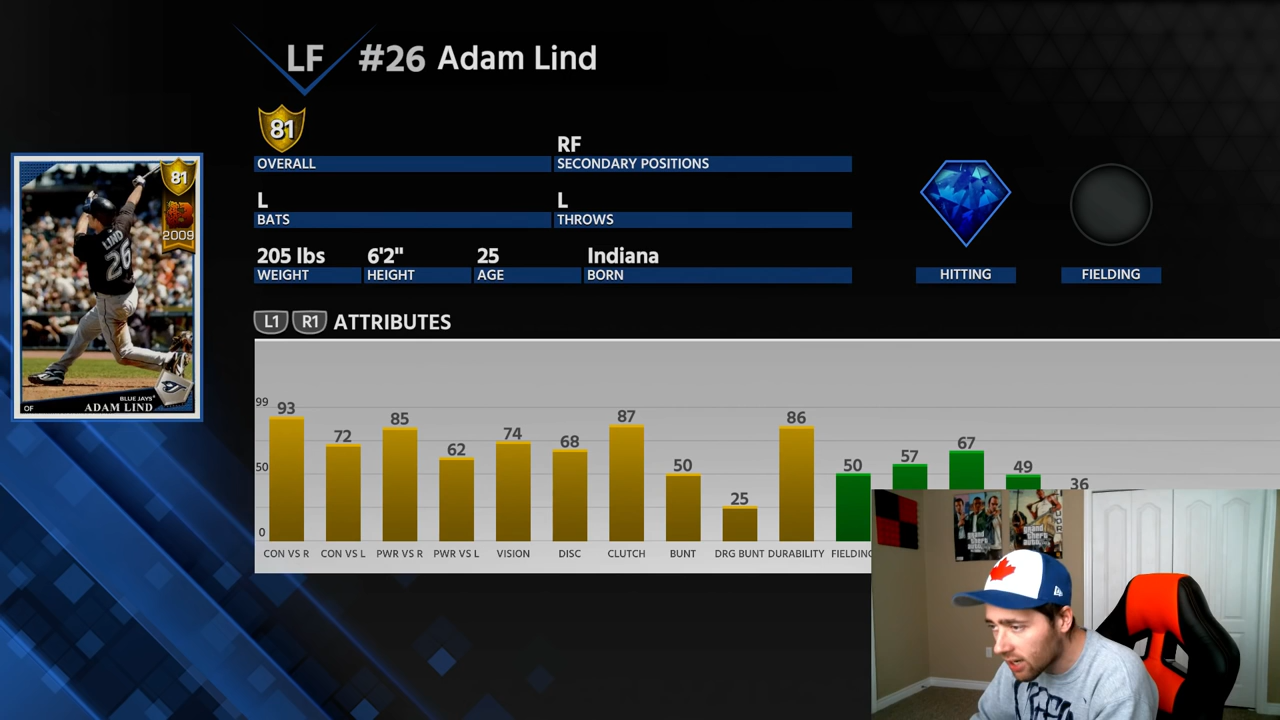 LF #26 Adam Lind
81
OVERALL
RF
SECONDARY POSITIONS
L
BATS
L
THROWS
205 lbs
WEIGHT
6'2"
HEIGHT
25
AGE
Indiana
BORN
HITTING
FIELDING
81
2009
LIND
26
BLUE JAYS
OF ADAM LIND
L1 R1 ATTRIBUTES
99
50
0
93 72 85 62 74 68 87 50 25 86 50 57 67 49 36
CON VS R CON VS L PWR VS R PWR VS L VISION DISC CLUTCH BUNT DRG BUNT DURABILITY FIELDING